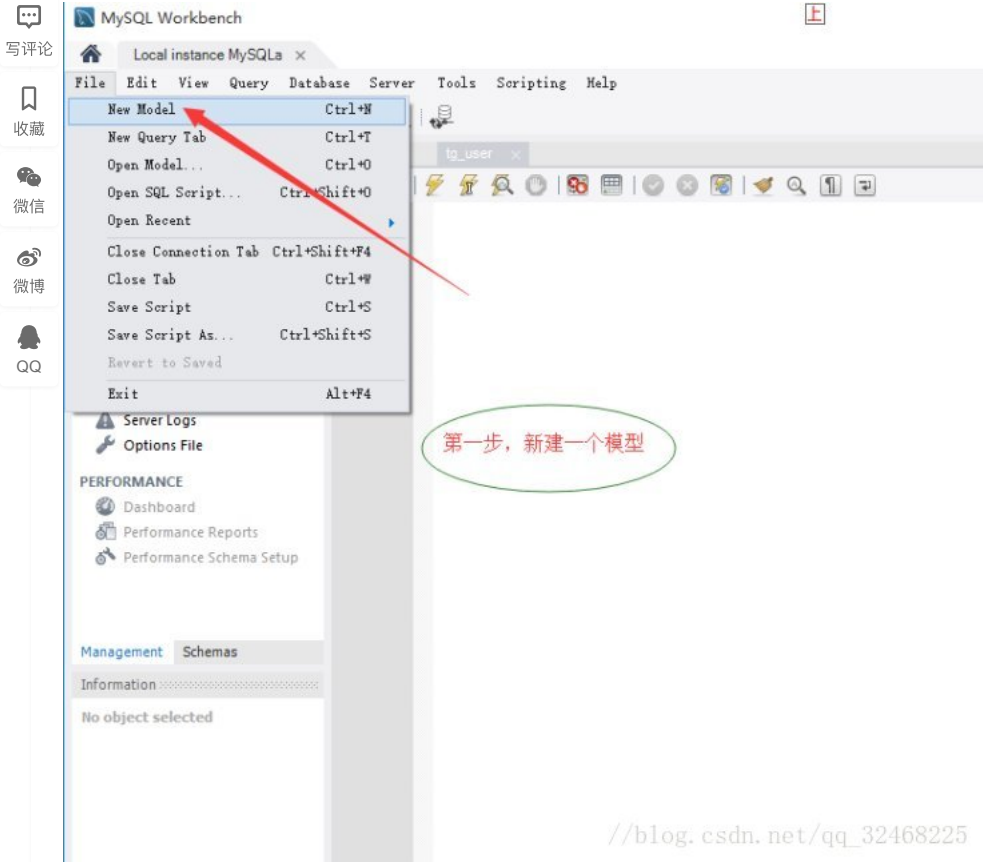 写评论
收藏
微信
微博
QQ
MySQL Workbench
上
Local instance MySQLa
File Edit View Query Database Server Tools Scripting Help
New Model Ctrl+N
New Query Tab Ctrl+T
Open Model... Ctrl+O
Open SQL Script... Ctrl+Shift+O
Open Recent
Close Connection Tab Ctrl+Shift+F4
Close Tab Ctrl+W
Save Script Ctrl+S
Save Script As... Ctrl+Shift+S
Revert to Saved
Exit Alt+F4
tg_user
Server Logs
Options File
第一步，新建一个模型
PERFORMANCE
Dashboard
Performance Reports
Performance Schema Setup
Management Schemas
Information
No object selected
//blog.csdn.net/qq_32468225